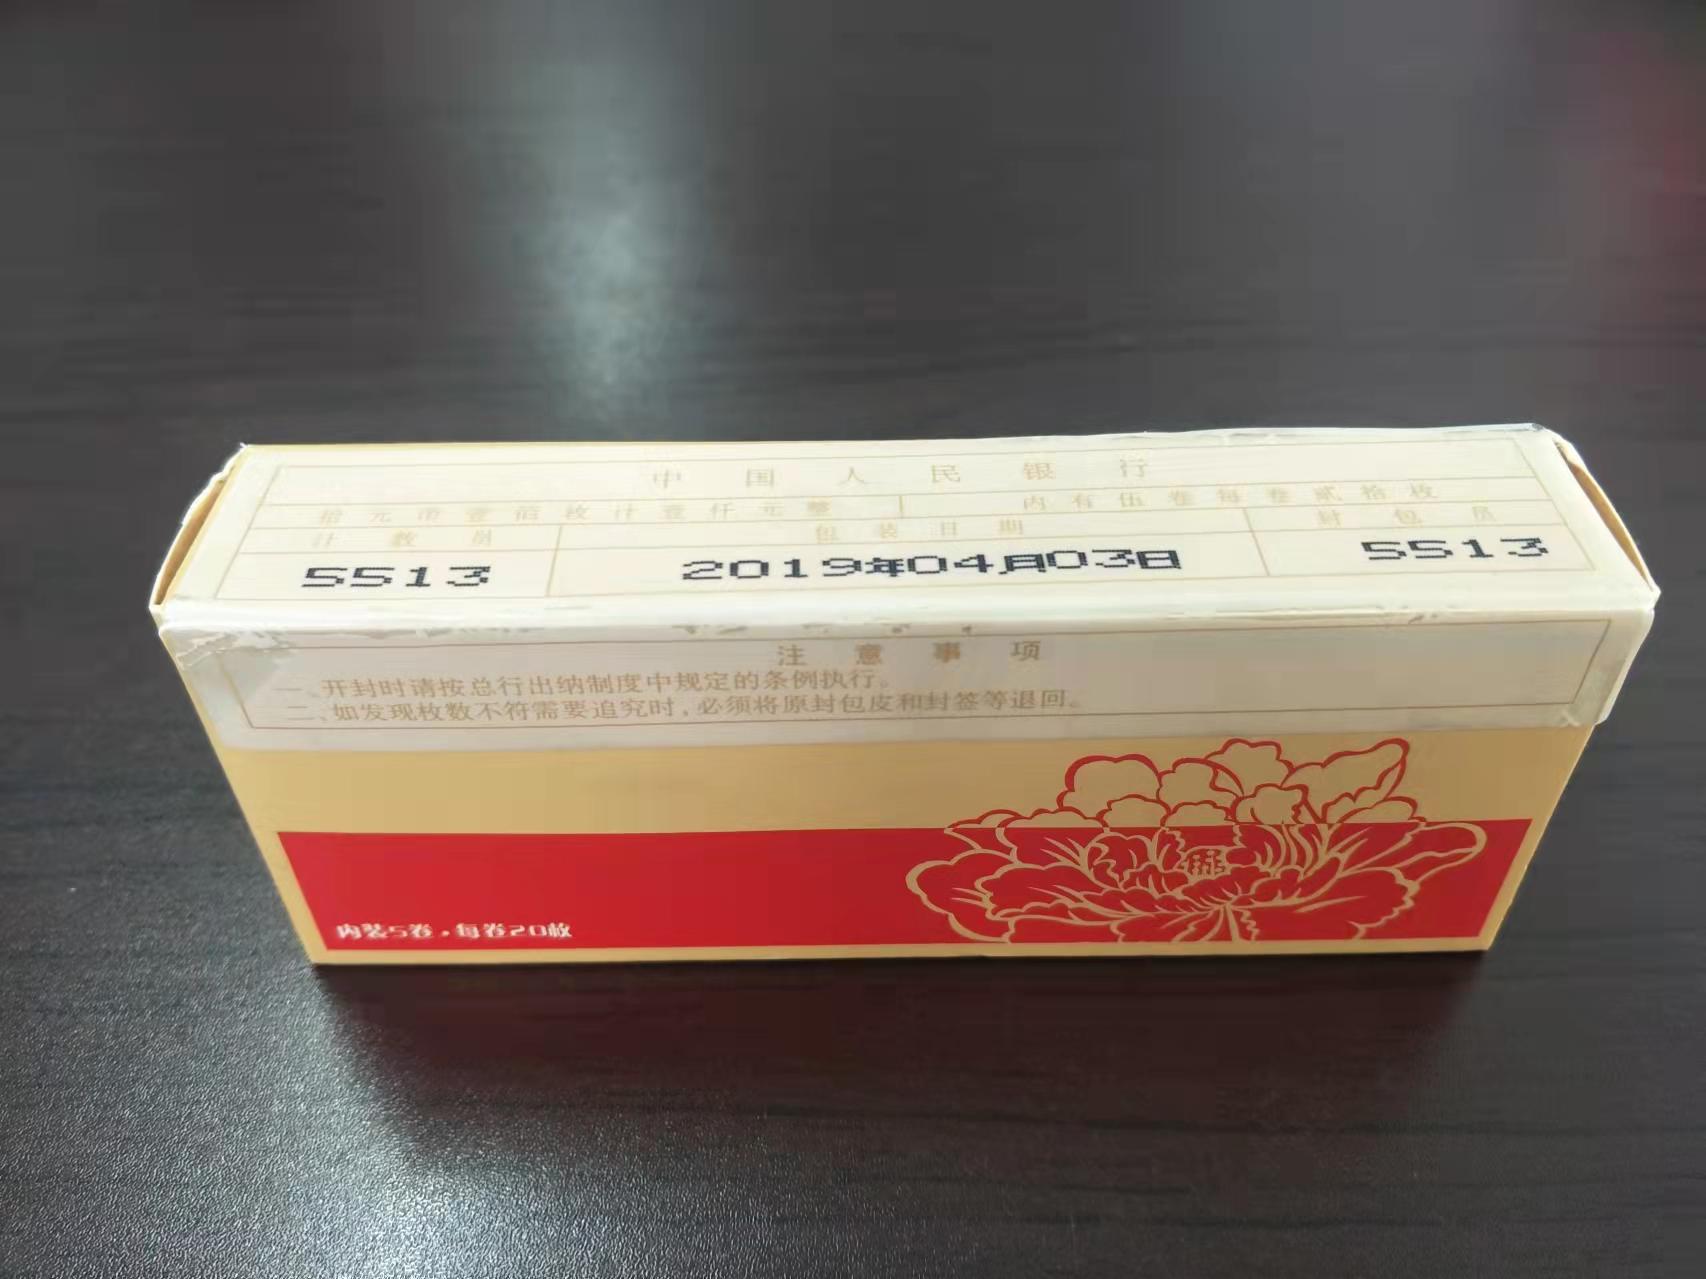 中国人民银行
拾元币壹佰枚计壹仟元整 内有伍卷每卷贰拾枚
计数员 包装日期 封包员
5513 2019年04月03日 5513
注意事项
一、开封时请按总行出纳制度中规定的条例执行。
二、如发现枚数不符需要追究时,必须将原封包皮和封签等退回。
内装5卷,每卷20枚